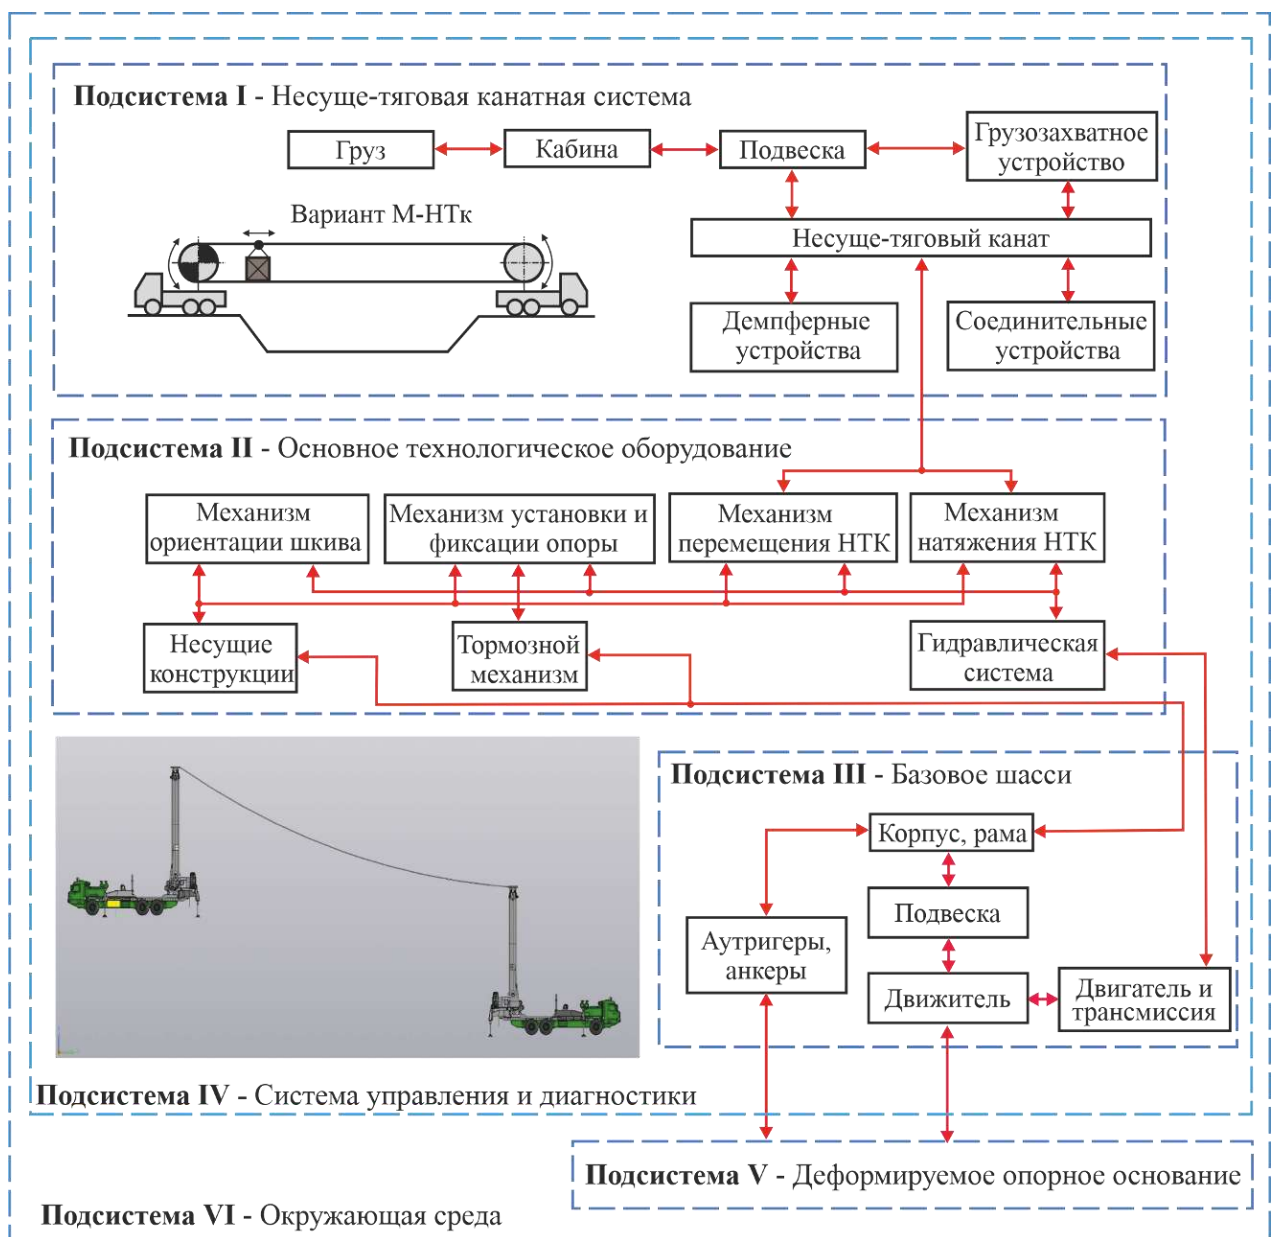 Подсистема I - Несуще-тяговая канатная система
Груз
Кабина
Подвеска
Грузозахватное
устройство
Вариант М-НТк
Несуще-тяговый канат
Демпферные
устройства
Соединительные
устройства
Подсистема II - Основное технологическое оборудование
Механизм
ориентации шкива
Механизм установки и
фиксации опоры
Механизм
перемещения НТК
Механизм
натяжения НТК
Несущие
конструкции
Тормозной
механизм
Гидравлическая
система
Подсистема III - Базовое шасси
Корпус, рама
Подвеска
Аутригеры,
анкеры
Движитель
Двигатель и
трансмиссия
Подсистема IV - Система управления и диагностики
Подсистема V - Деформируемое опорное основание
Подсистема VI - Окружающая среда